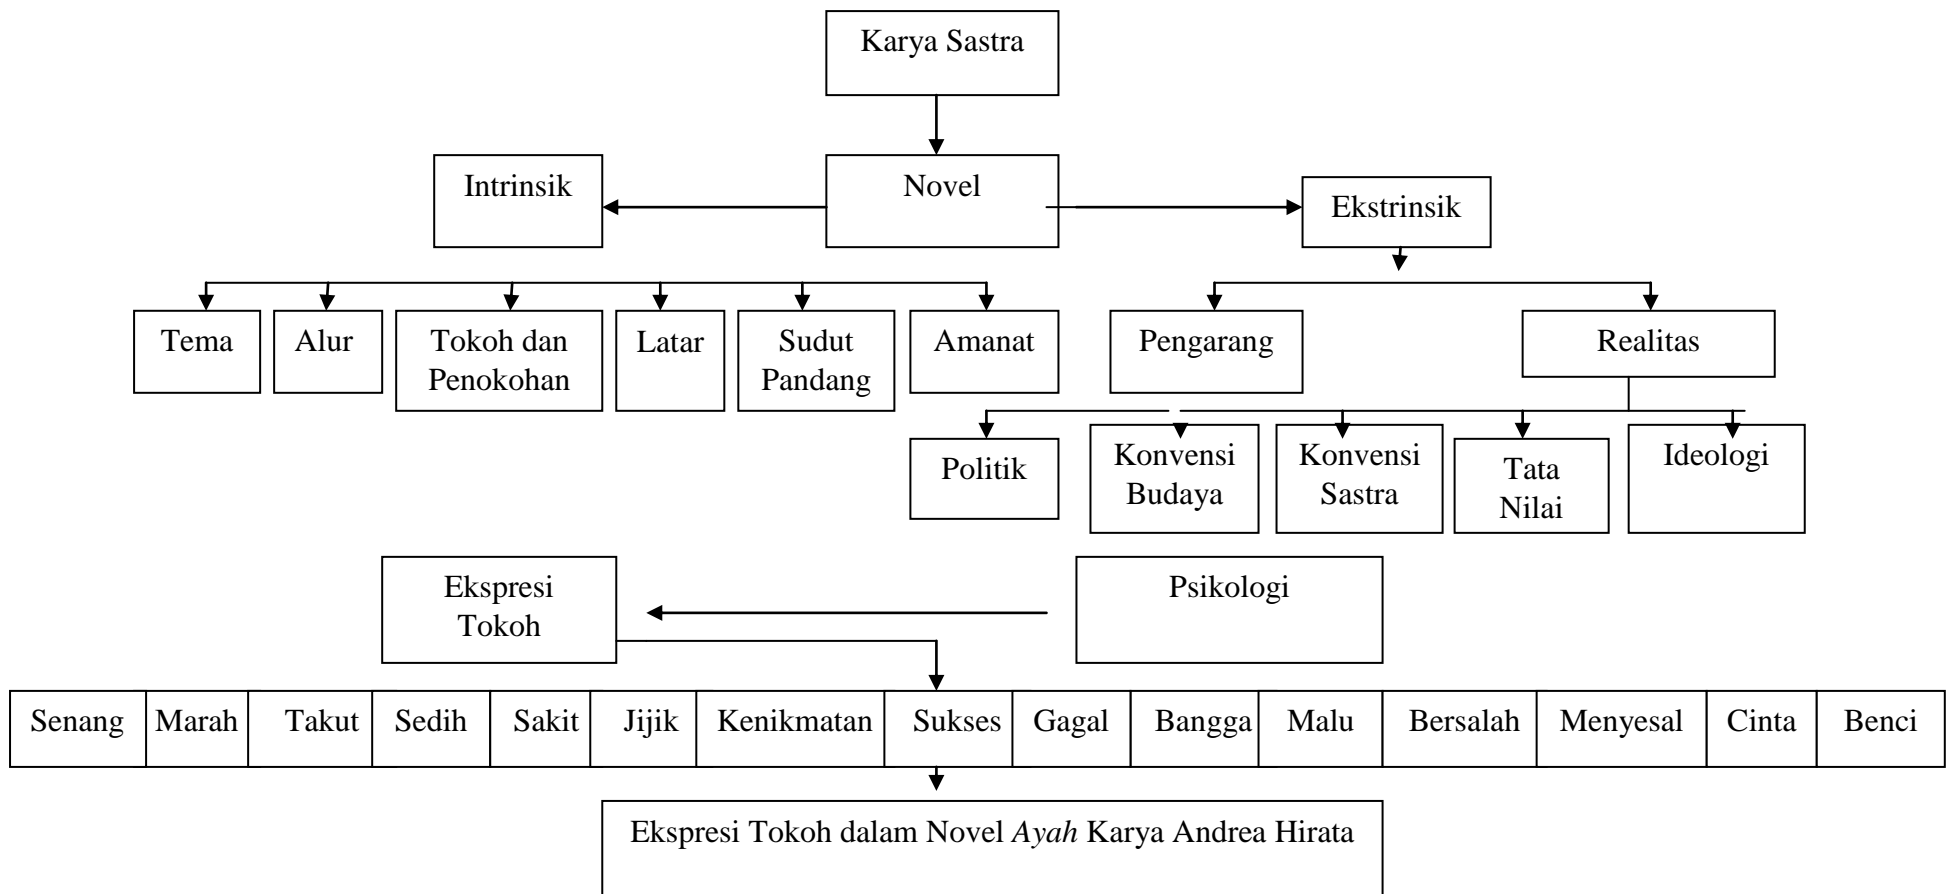 Karya Sastra
Intrinsik
Novel
Ekstrinsik
Tema
Alur
Tokoh dan
Penokohan
Latar
Sudut
Pandang
Amanat
Pengarang
Realitas
Politik
Konvensi
Budaya
Konvensi
Sastra
Tata
Nilai
Ideologi
Ekspresi
Tokoh
Psikologi
Senang Marah Takut Sedih Sakit Jijik Kenikmatan Sukses Gagal Bangga Malu Bersalah Menyesal Cinta Benci
Ekspresi Tokoh dalam Novel Ayah Karya Andrea Hirata